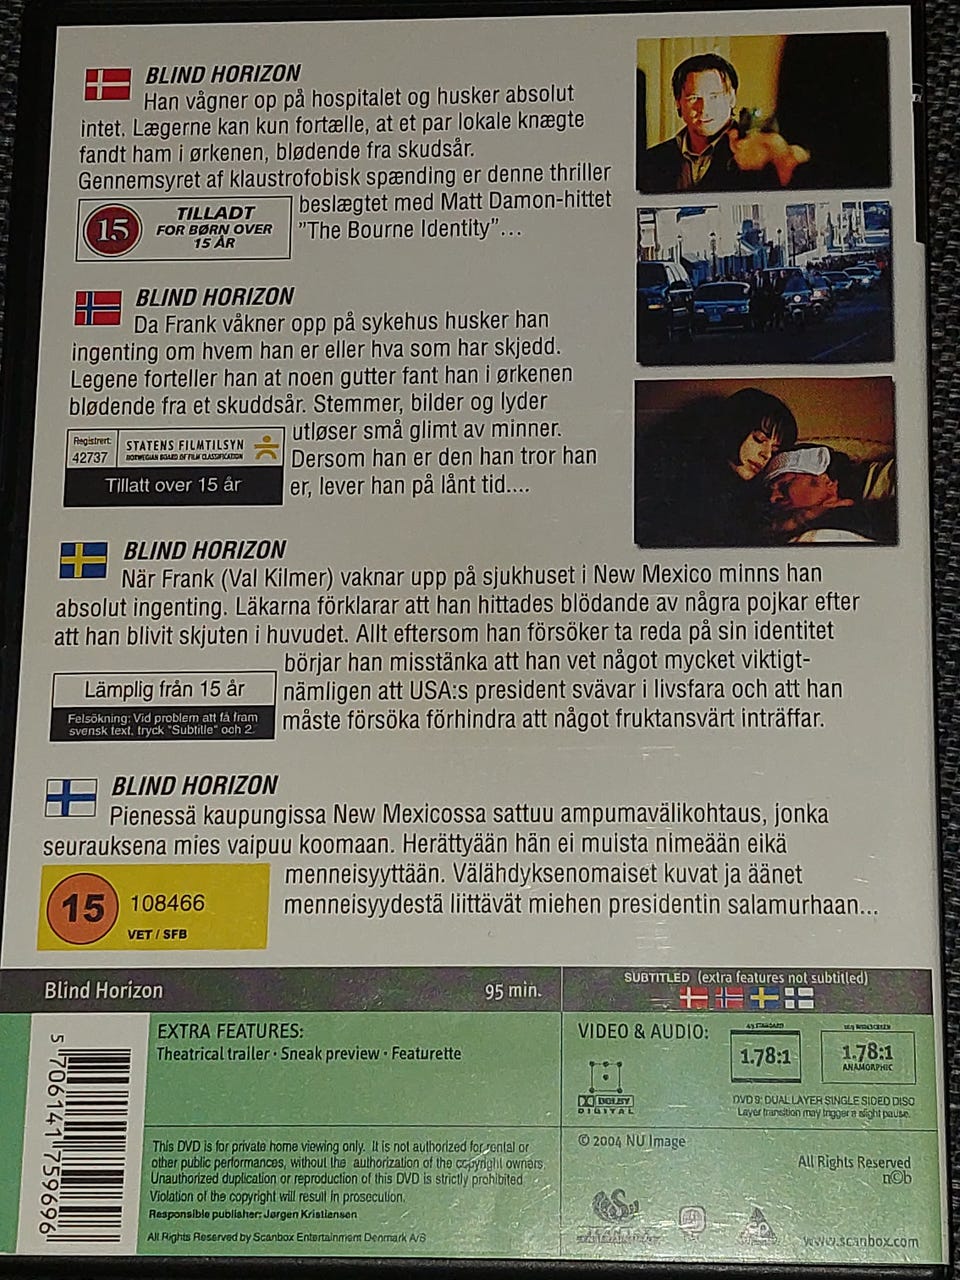 BLIND HORIZON
Han vågner op på hospitalet og husker absolut
intet. Lægerne kan kun fortælle, at et par lokale knægte
fandt ham i ørkenen, blødende fra skudsår.
Gennemsyret af klaustrofobisk spænding er denne thriller
beslægtet med Matt Damon-hittet
"The Bourne Identity"...
15
TILLADT
FOR BØRN OVER
15 ÅR
BLIND HORIZON
Da Frank våkner opp på sykehus husker han
ingenting om hvem han er eller hva som har skjedd.
Legene forteller han at noen gutter fant han i ørkenen
blødende fra et skuddsår. Stemmer, bilder og lyder
utløser små glimt av minner.
Dersom han er den han tror han
er, lever han på lånt tid....
Registrert:
42737
STATENS FILMTILSYN
NORWEGIAN BOARD OF FILM CLASSIFICATION
Tillatt over 15 år
BLIND HORIZON
När Frank (Val Kilmer) vaknar upp på sjukhuset i New Mexico minns han
absolut ingenting. Läkarna förklarar att han hittades blödande av några pojkar efter
att han blivit skjuten i huvudet. Allt eftersom han försöker ta reda på sin identitet
börjar han misstänka att han vet något mycket viktigt-
nämligen att USA:s president svävar i livsfara och att han
måste försöka förhindra att något fruktansvärt inträffar.
Lämplig från 15 år
Felsökning: Vid problem att få fram
svensk text, tryck "Subtitle" och 2.
BLIND HORIZON
Pienessä kaupungissa New Mexicossa sattuu ampumavälikohtaus, jonka
seurauksena mies vaipuu koomaan. Herättyään hän ei muista nimeään eikä
menneisyyttään. Välähdyksenomaiset kuvat ja äänet
menneisyydestä liittävät miehen presidentin salamurhaan...
15
108466
VET / SFB
Blind Horizon
95 min.
SUBTITLED (extra features not subtitled)
EXTRA FEATURES:
Theatrical trailer · Sneak preview · Featurette
VIDEO & AUDIO:
4:3 STANDARD
1.78:1
16:9 WIDESCREEN
1.78:1
ANAMORPHIC
DOLBY
DIGITAL
DVD 9: DUAL LAYER SINGLE SIDED DISC
Layer transition may trigger a slight pause.
5 706141 759696
This DVD is for private home viewing only. It is not authorized for rental or
other public performances, without the authorization of the copyright owners.
Unauthorized duplication or reproduction of this DVD is strictly prohibited.
Violation of the copyright will result in prosecution.
Responsible publisher: Jørgen Kristiensen
All Rights Reserved by Scanbox Entertainment Denmark A/S
© 2004 NU Image
All Rights Reserved
n©b
www.scanbox.com